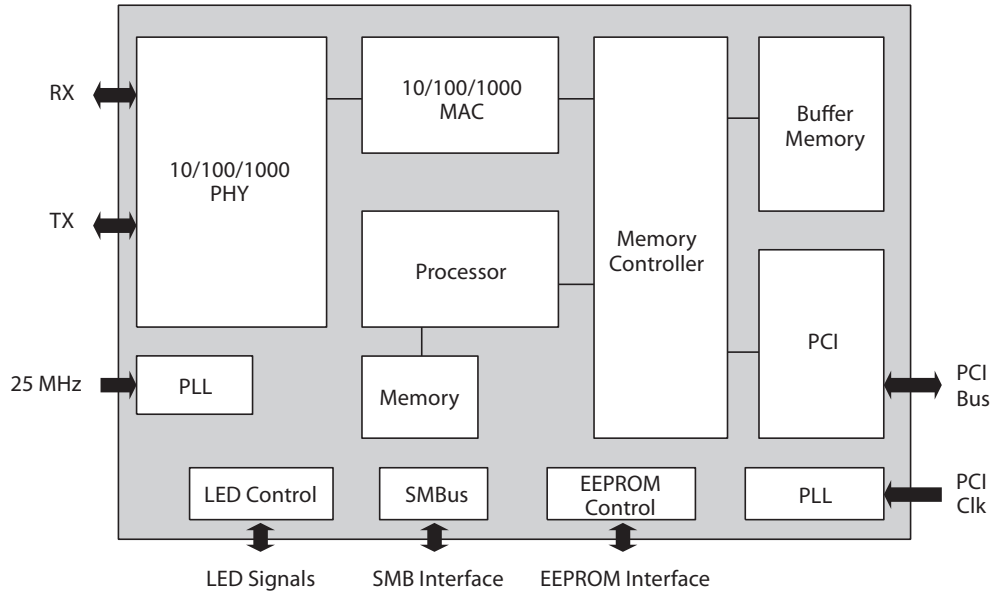 RX
TX
25 MHz
10/100/1000
PHY
10/100/1000
MAC
Processor
Memory
Memory
Controller
Buffer
Memory
PCI
PCI
Bus
PLL
LED Control
SMBus
EEPROM
Control
PLL
PCI
Clk
LED Signals
SMB Interface
EEPROM Interface